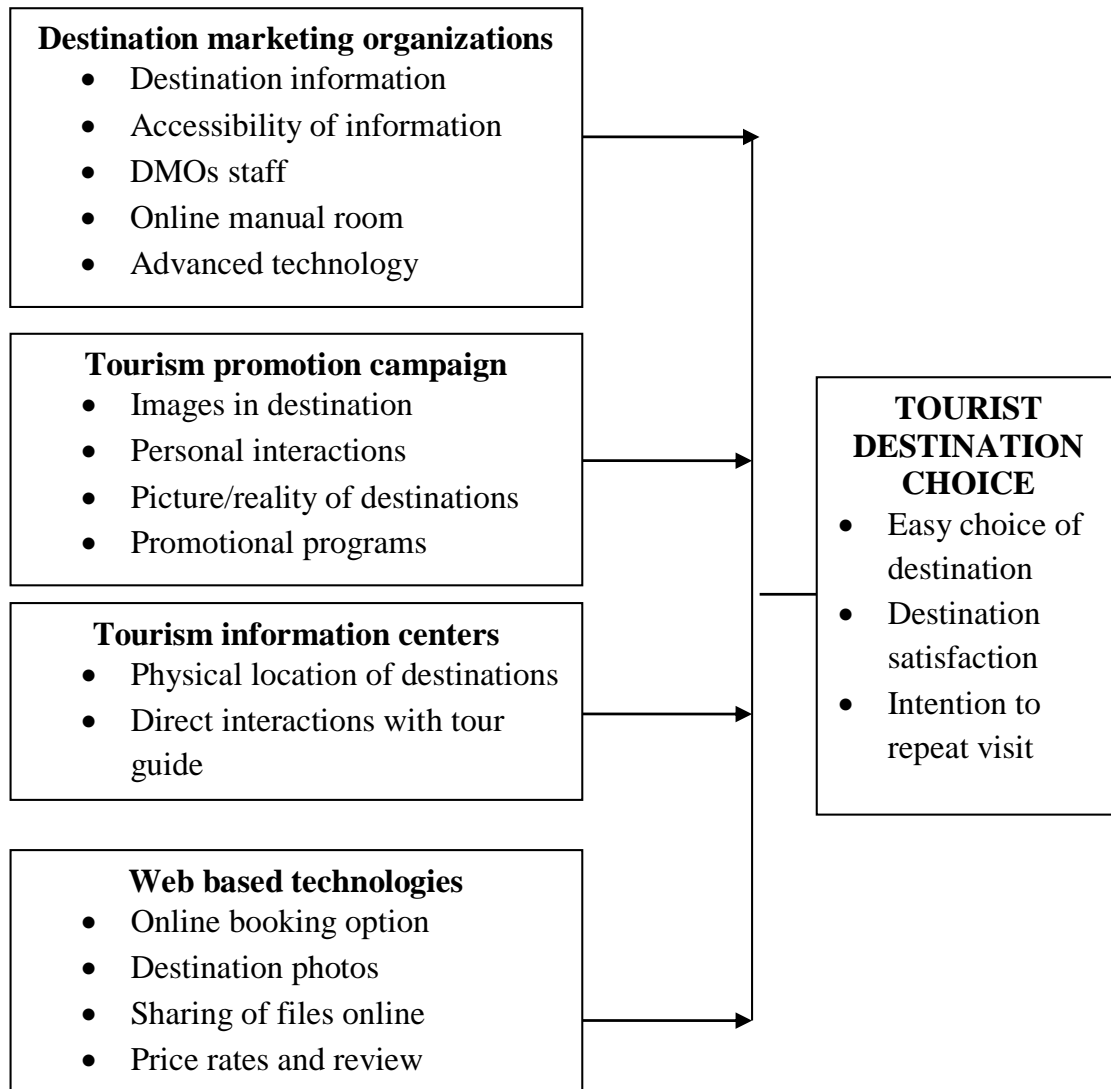 Destination marketing organizations
• Destination information
• Accessibility of information
• DMOs staff
• Online manual room
• Advanced technology
Tourism promotion campaign
• Images in destination
• Personal interactions
• Picture/reality of destinations
• Promotional programs
Tourism information centers
• Physical location of destinations
• Direct interactions with tour
guide
Web based technologies
• Online booking option
• Destination photos
• Sharing of files online
• Price rates and review
TOURIST
DESTINATION
CHOICE
• Easy choice of
destination
• Destination
satisfaction
• Intention to
repeat visit